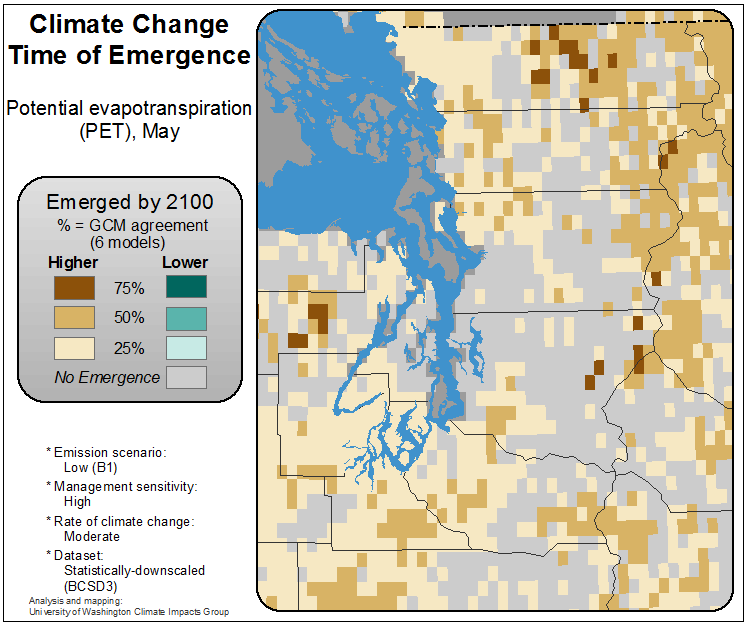 Climate Change
Time of Emergence
Potential evapotranspiration
(PET), May
Emerged by 2100
% = GCM agreement
(6 models)
Higher Lower
75%
50%
25%
No Emergence
* Emission scenario:
Low (B1)
* Management sensitivity:
High
* Rate of climate change:
Moderate
* Dataset:
Statistically-downscaled
(BCSD3)
Analysis and mapping:
University of Washington Climate Impacts Group